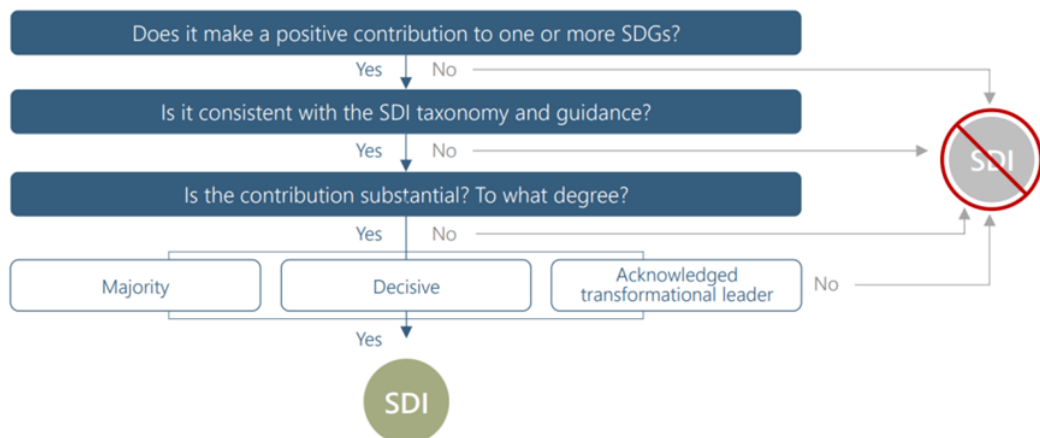 Does it make a positive contribution to one or more SDGs?
Yes No
Is it consistent with the SDI taxonomy and guidance?
SDI
Yes No
Is the contribution substantial? To what degree?
Yes No
Majority
Decisive
Acknowledged
transformational leader
No
Yes
SDI